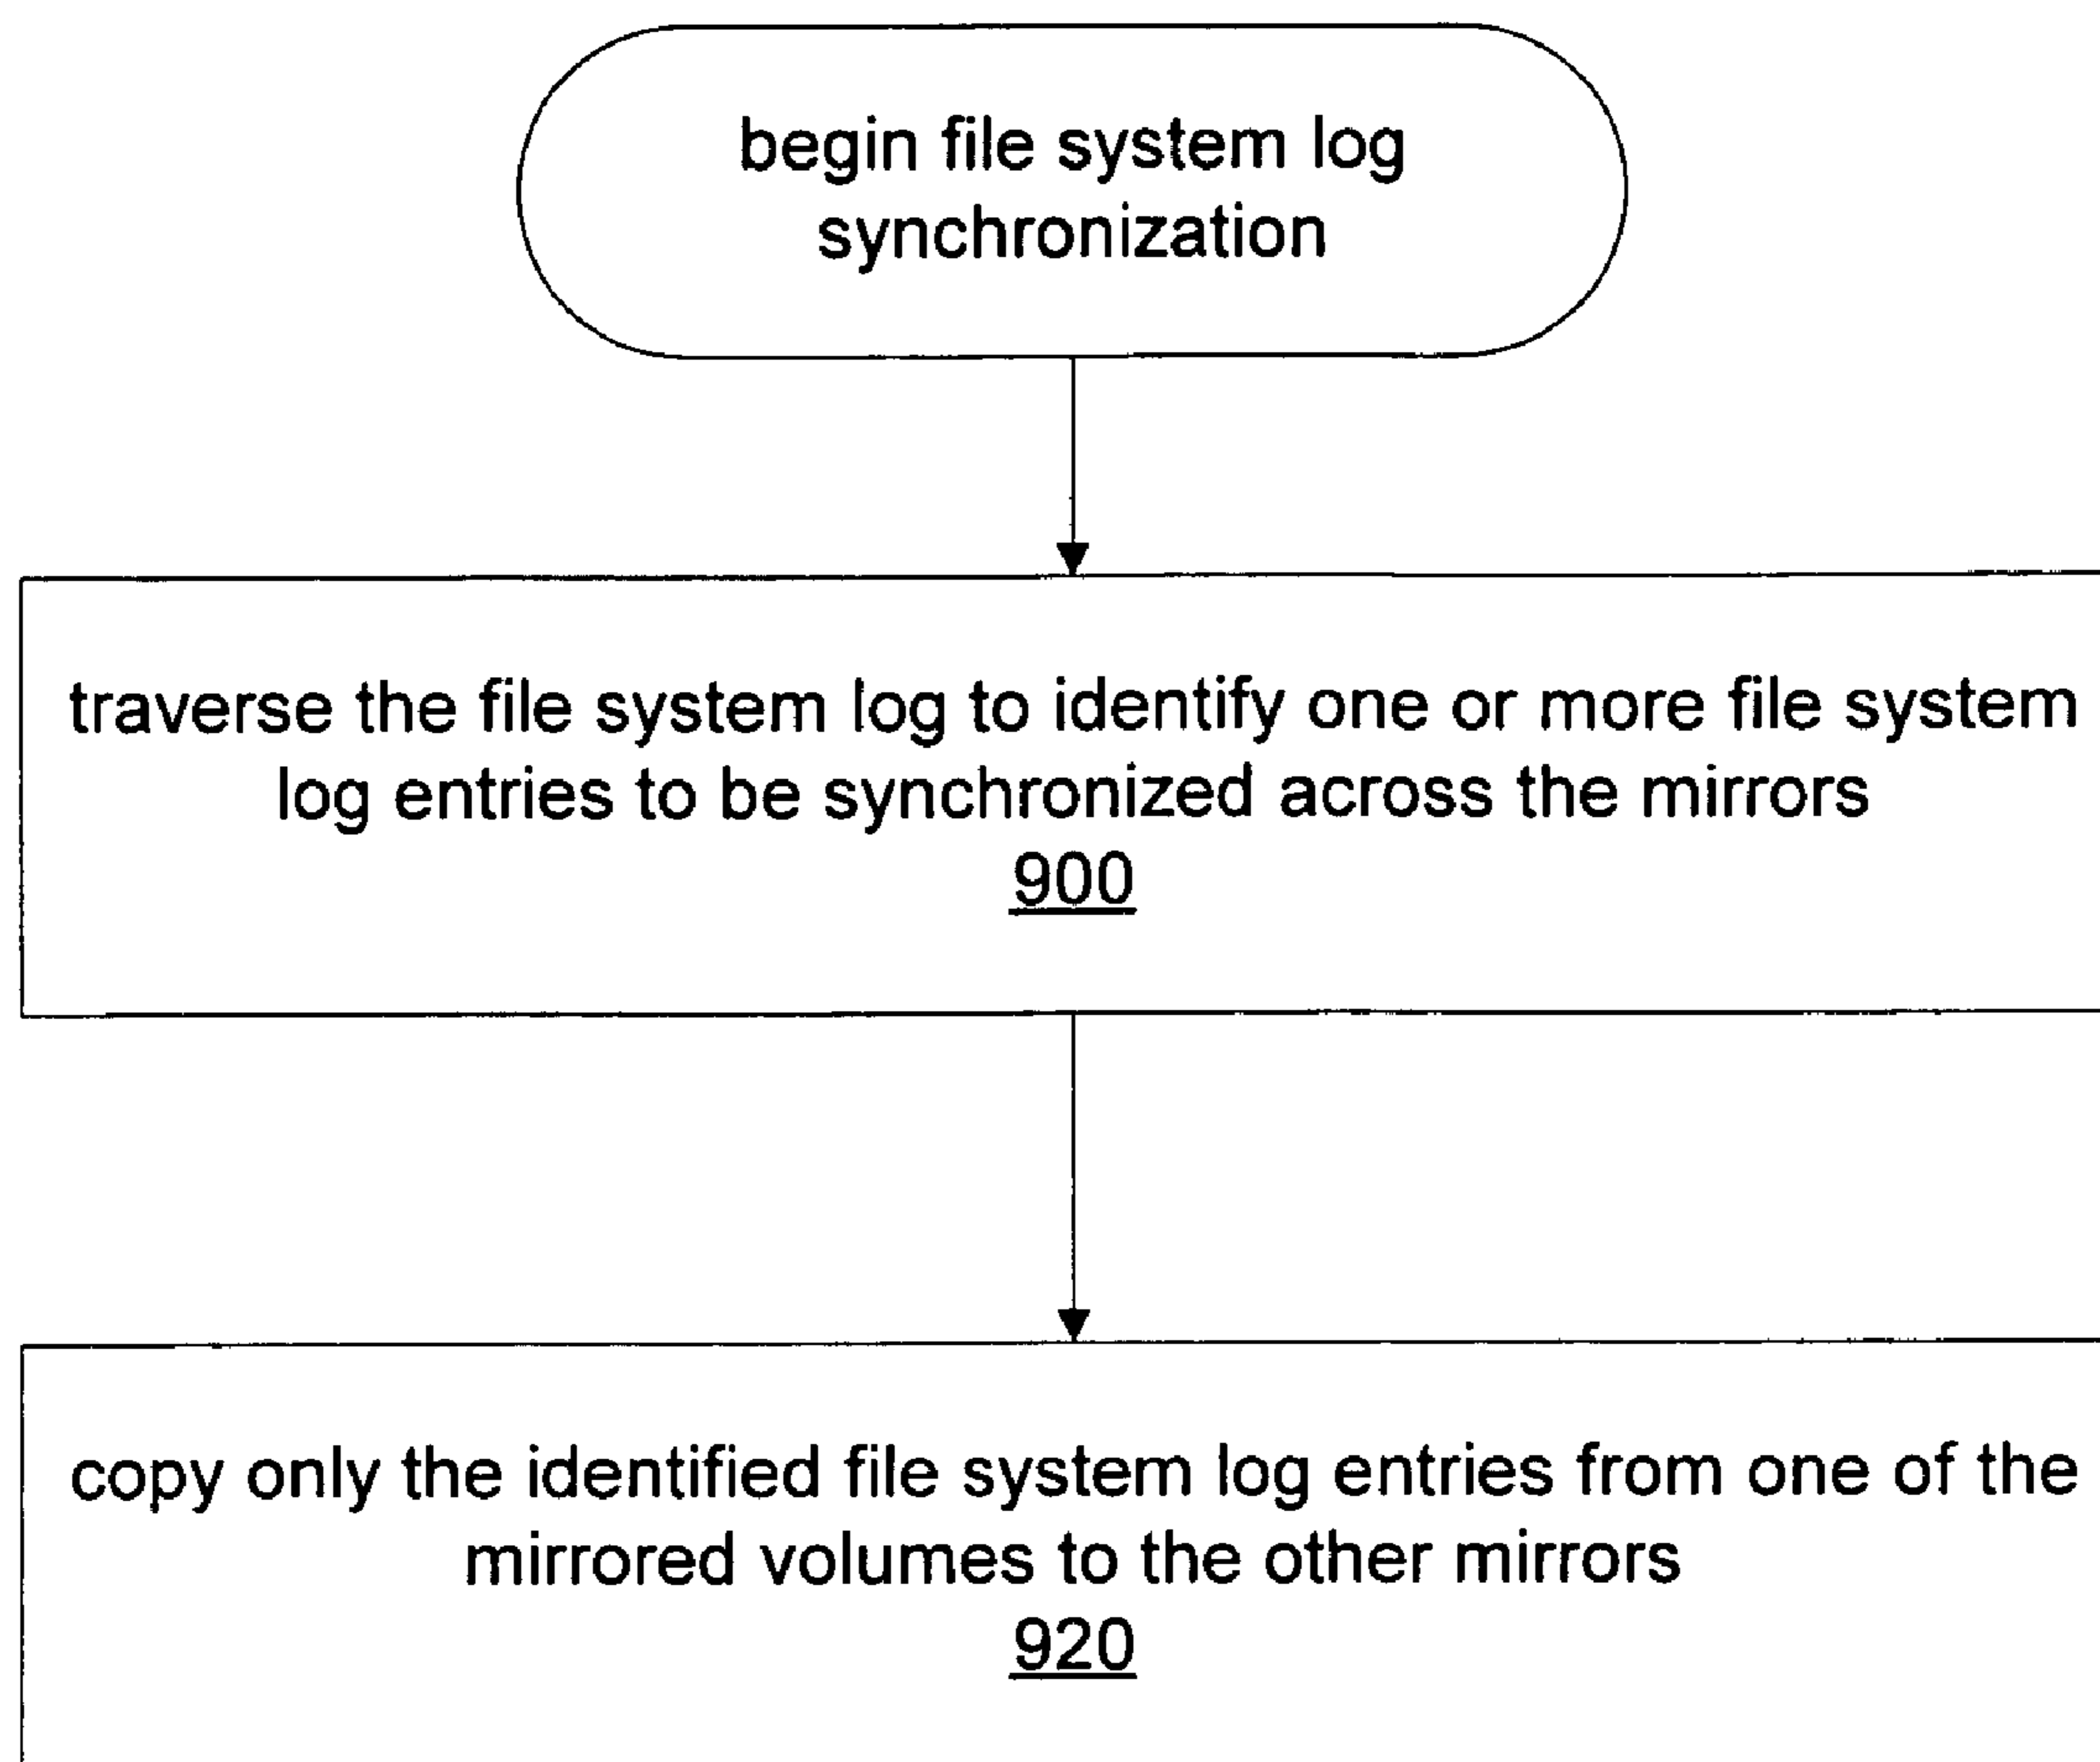 begin file system log
synchronization
traverse the file system log to identify one or more file system
log entries to be synchronized across the mirrors
900
copy only the identified file system log entries from one of the
mirrored volumes to the other mirrors
920